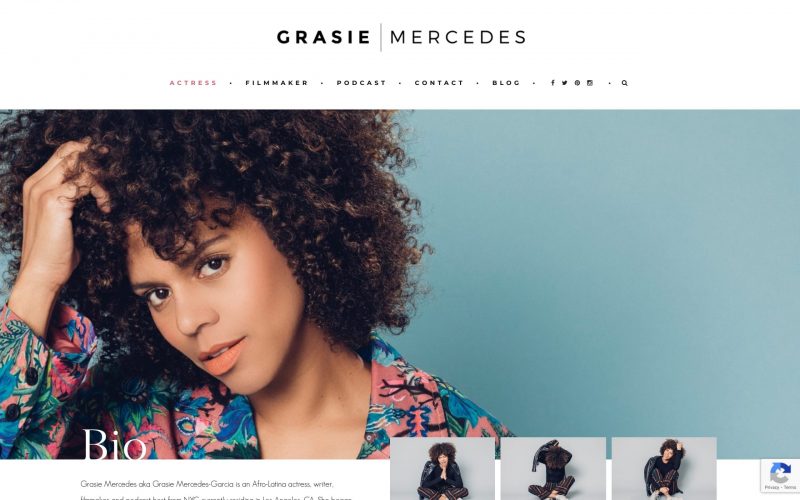 GRASIE | MERCEDES
ACTRESS • FILMMAKER • PODCAST • CONTACT • BLOG
Bio
Grasie Mercedes aka Grasie Mercedes-Garcia is an Afro-Latina actress, writer,
filmmaker and podcast host from NYC currently residing in Los Angeles, CA. She began
Privacy - Terms